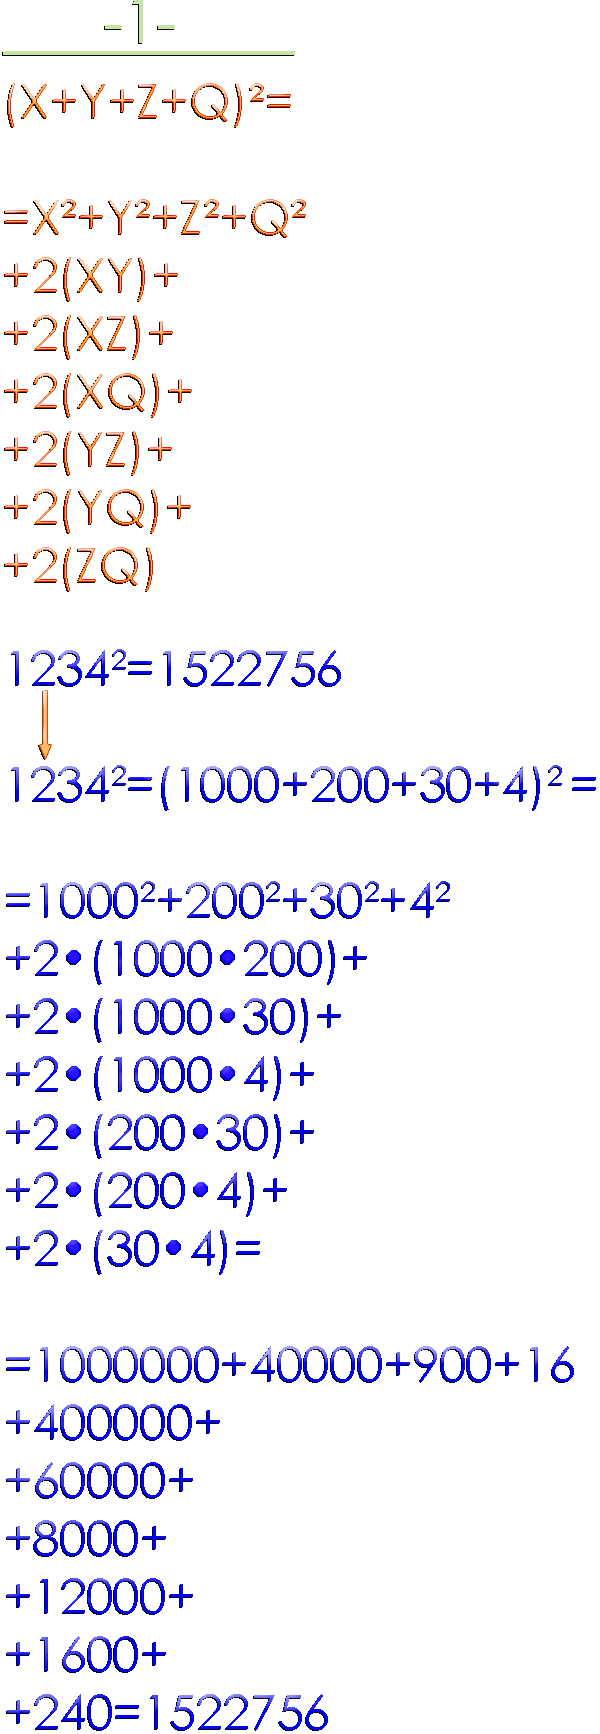 -1-
(X+Y+Z+Q)²=
=X²+Y²+Z²+Q²
+2(XY)+
+2(XZ)+
+2(XQ)+
+2(YZ)+
+2(YQ)+
+2(ZQ)
1234²=1522756
1234²=(1000+200+30+4)²=
=1000²+200²+30²+4²
+2•(1000•200)+
+2•(1000•30)+
+2•(1000•4)+
+2•(200•30)+
+2•(200•4)+
+2•(30•4)=
=1000000+40000+900+16
+400000+
+60000+
+8000+
+12000+
+1600+
+240=1522756